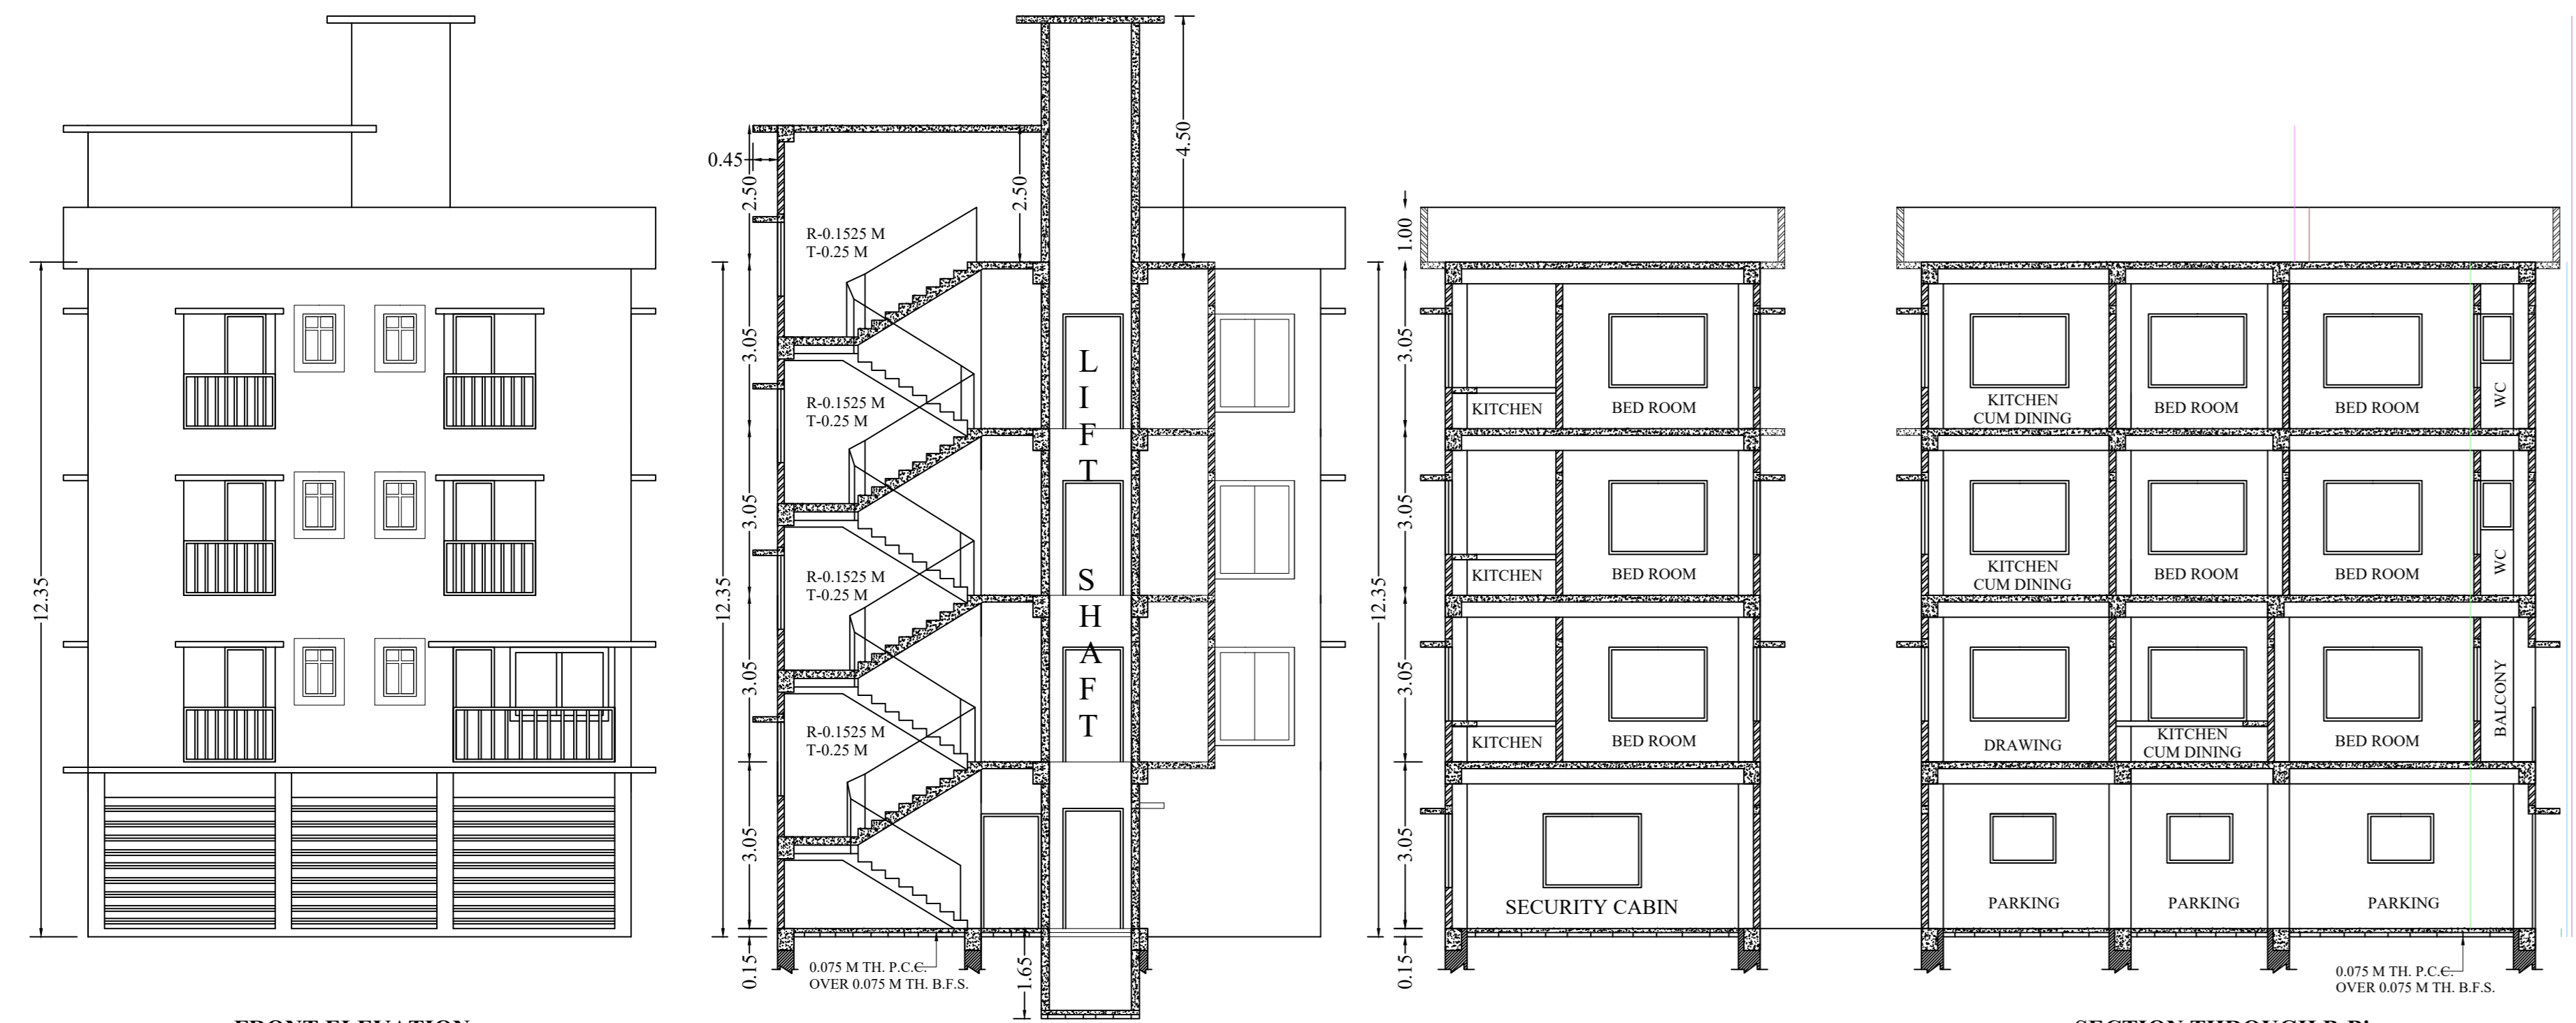 12.35
0.45
2.50
2.50
4.50
R-0.1525 M
T-0.25 M
3.05
R-0.1525 M
T-0.25 M
3.05
R-0.1525 M
T-0.25 M
3.05
R-0.1525 M
T-0.25 M
3.05
12.35
0.15
LIFT SHAFT
0.075 M TH. P.C.C.
OVER 0.075 M TH. B.F.S.
1.65
1.00
3.05
3.05
3.05
3.05
12.35
0.15
KITCHEN
BED ROOM
KITCHEN
BED ROOM
KITCHEN
BED ROOM
SECURITY CABIN
KITCHEN
CUM DINING
BED ROOM
BED ROOM
WC
KITCHEN
CUM DINING
BED ROOM
BED ROOM
WC
DRAWING
KITCHEN
CUM DINING
BED ROOM
BALCONY
PARKING
PARKING
PARKING
0.075 M TH. P.C.C.
OVER 0.075 M TH. B.F.S.
FRONT ELEVATION